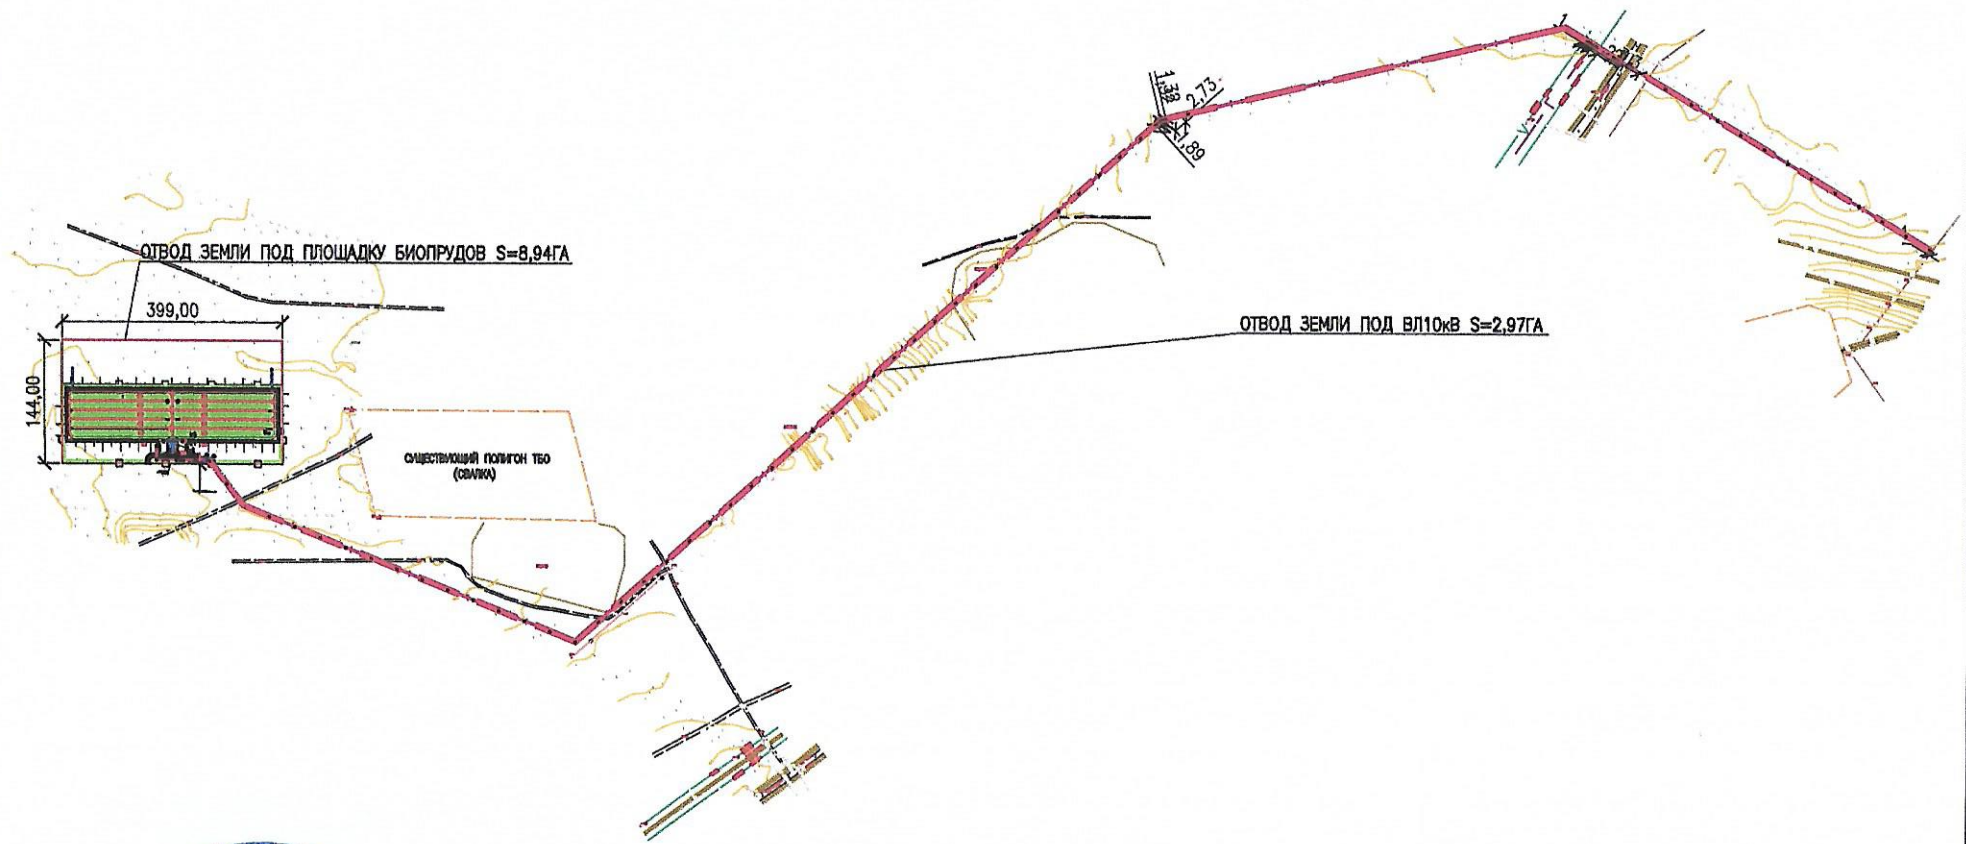 1,32
2,73
1,89
ОТВОД ЗЕМЛИ ПОД ПЛОЩАДКУ БИОПРУДОВ S=8,94ГА
399,00
ОТВОД ЗЕМЛИ ПОД ВЛ10кВ S=2,97ГА
144,00
СУЩЕСТВУЮЩИЙ ПОЛИГОН ТБО
(СВАЛКА)